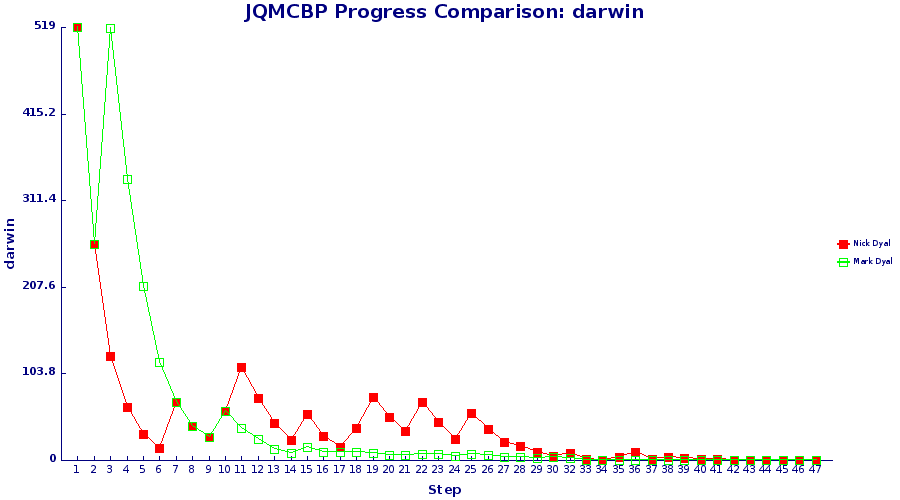 JQMCBP Progress Comparison: darwin
519
415.2
311.4
207.6
103.8
0
darwin
1 2 3 4 5 6 7 8 9 10 11 12 13 14 15 16 17 18 19 20 21 22 23 24 25 26 27 28 29 30 32 33 34 35 36 37 38 39 40 41 42 43 44 45 46 47
Step
Nick Dyal
Mark Dyal